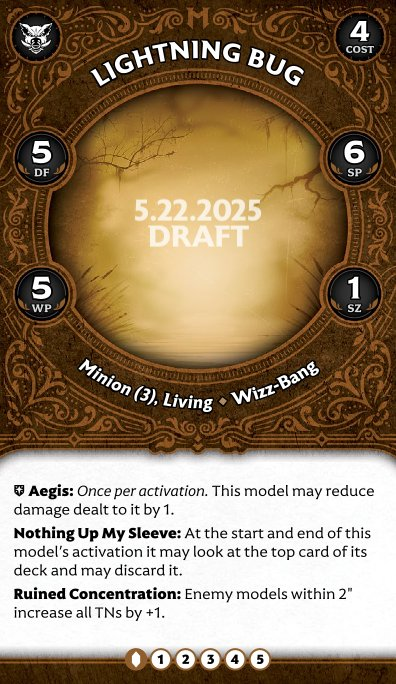 LIGHTNING BUG
4
COST
5
DF
6
SP
5.22.2025
DRAFT
5
WP
1
SZ
Minion (3), Living • Wizz-Bang
Aegis: Once per activation. This model may reduce
damage dealt to it by 1.
Nothing Up My Sleeve: At the start and end of this
model's activation it may look at the top card of its
deck and may discard it.
Ruined Concentration: Enemy models within 2"
increase all TNs by +1.
1 2 3 4 5